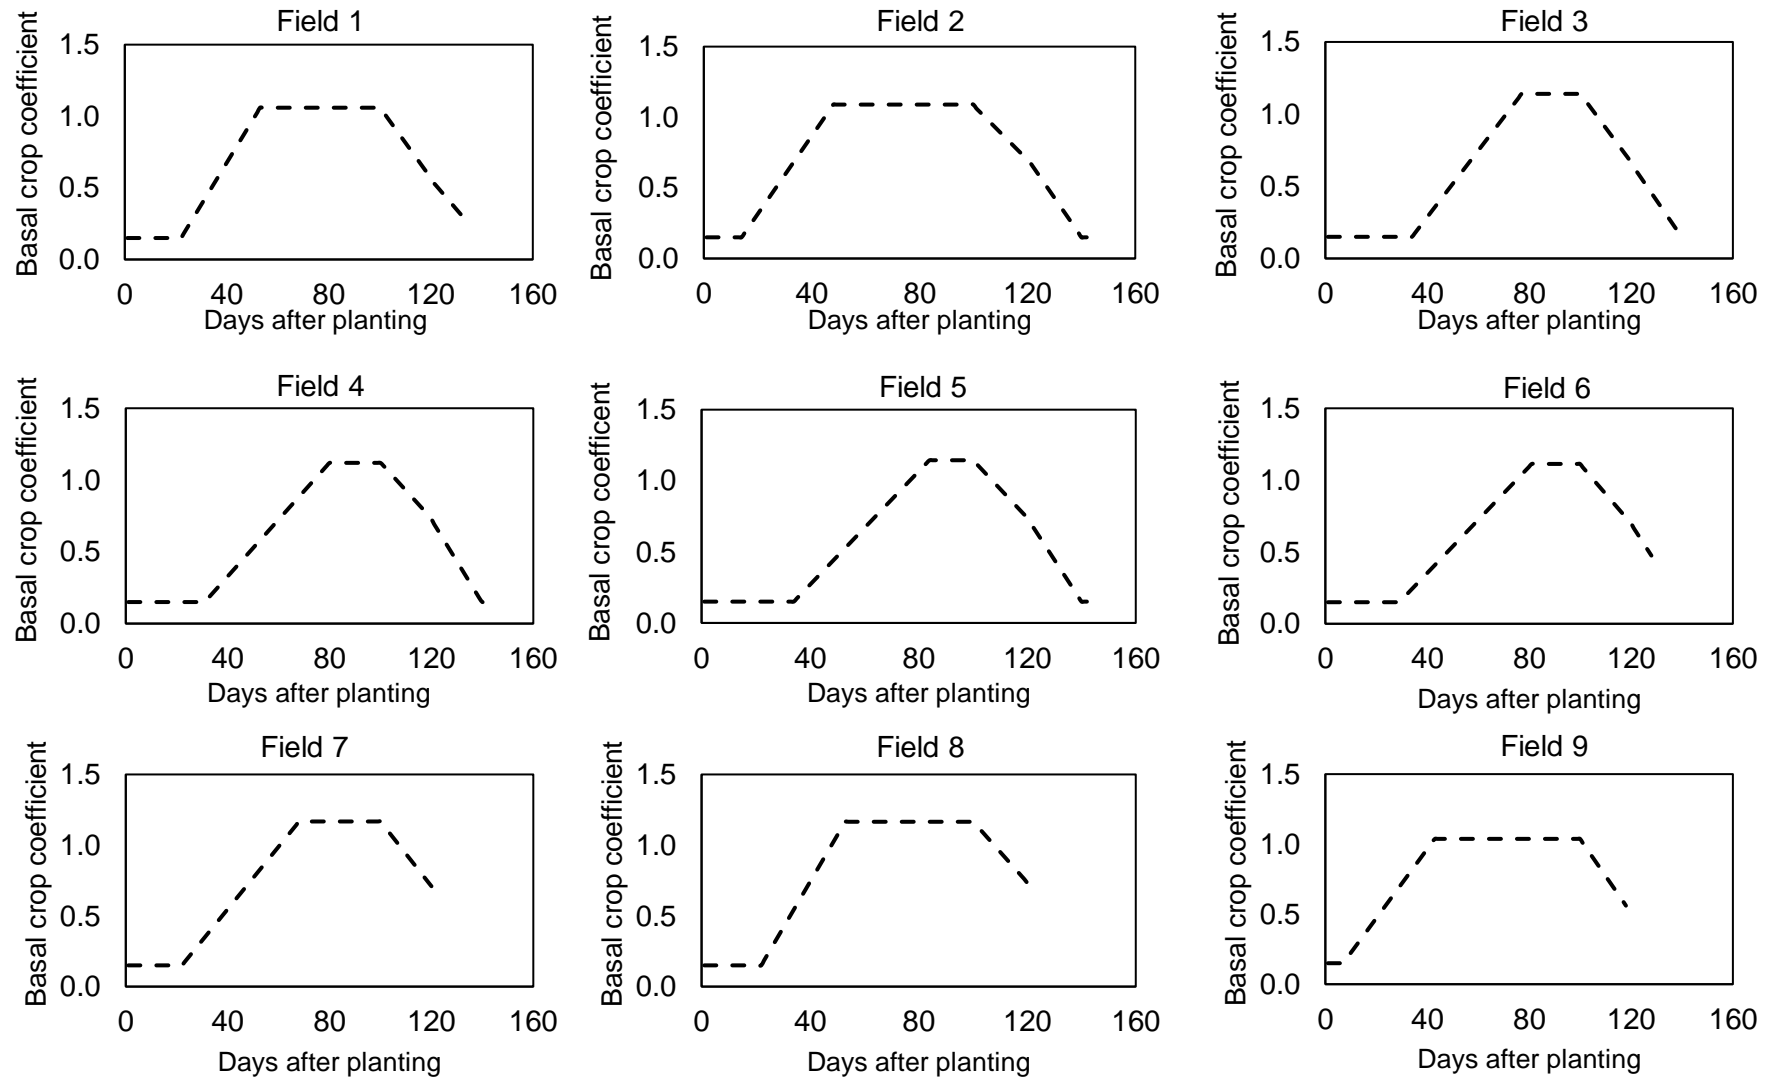 Field 1
Basal crop coefficient
1.5
1.0
0.5
0.0
0 40 80 120 160
Days after planting
Field 2
Basal crop coefficient
1.5
1.0
0.5
0.0
0 40 80 120 160
Days after planting
Field 3
Basal crop coefficient
1.5
1.0
0.5
0.0
0 40 80 120 160
Days after planting
Field 4
Basal crop coefficient
1.5
1.0
0.5
0.0
0 40 80 120 160
Days after planting
Field 5
Basal crop coefficient
1.5
1.0
0.5
0.0
0 40 80 120 160
Days after planting
Field 6
Basal crop coefficient
1.5
1.0
0.5
0.0
0 40 80 120 160
Days after planting
Field 7
Basal crop coefficient
1.5
1.0
0.5
0.0
0 40 80 120 160
Days after planting
Field 8
Basal crop coefficient
1.5
1.0
0.5
0.0
0 40 80 120 160
Days after planting
Field 9
Basal crop coefficient
1.5
1.0
0.5
0.0
0 40 80 120 160
Days after planting